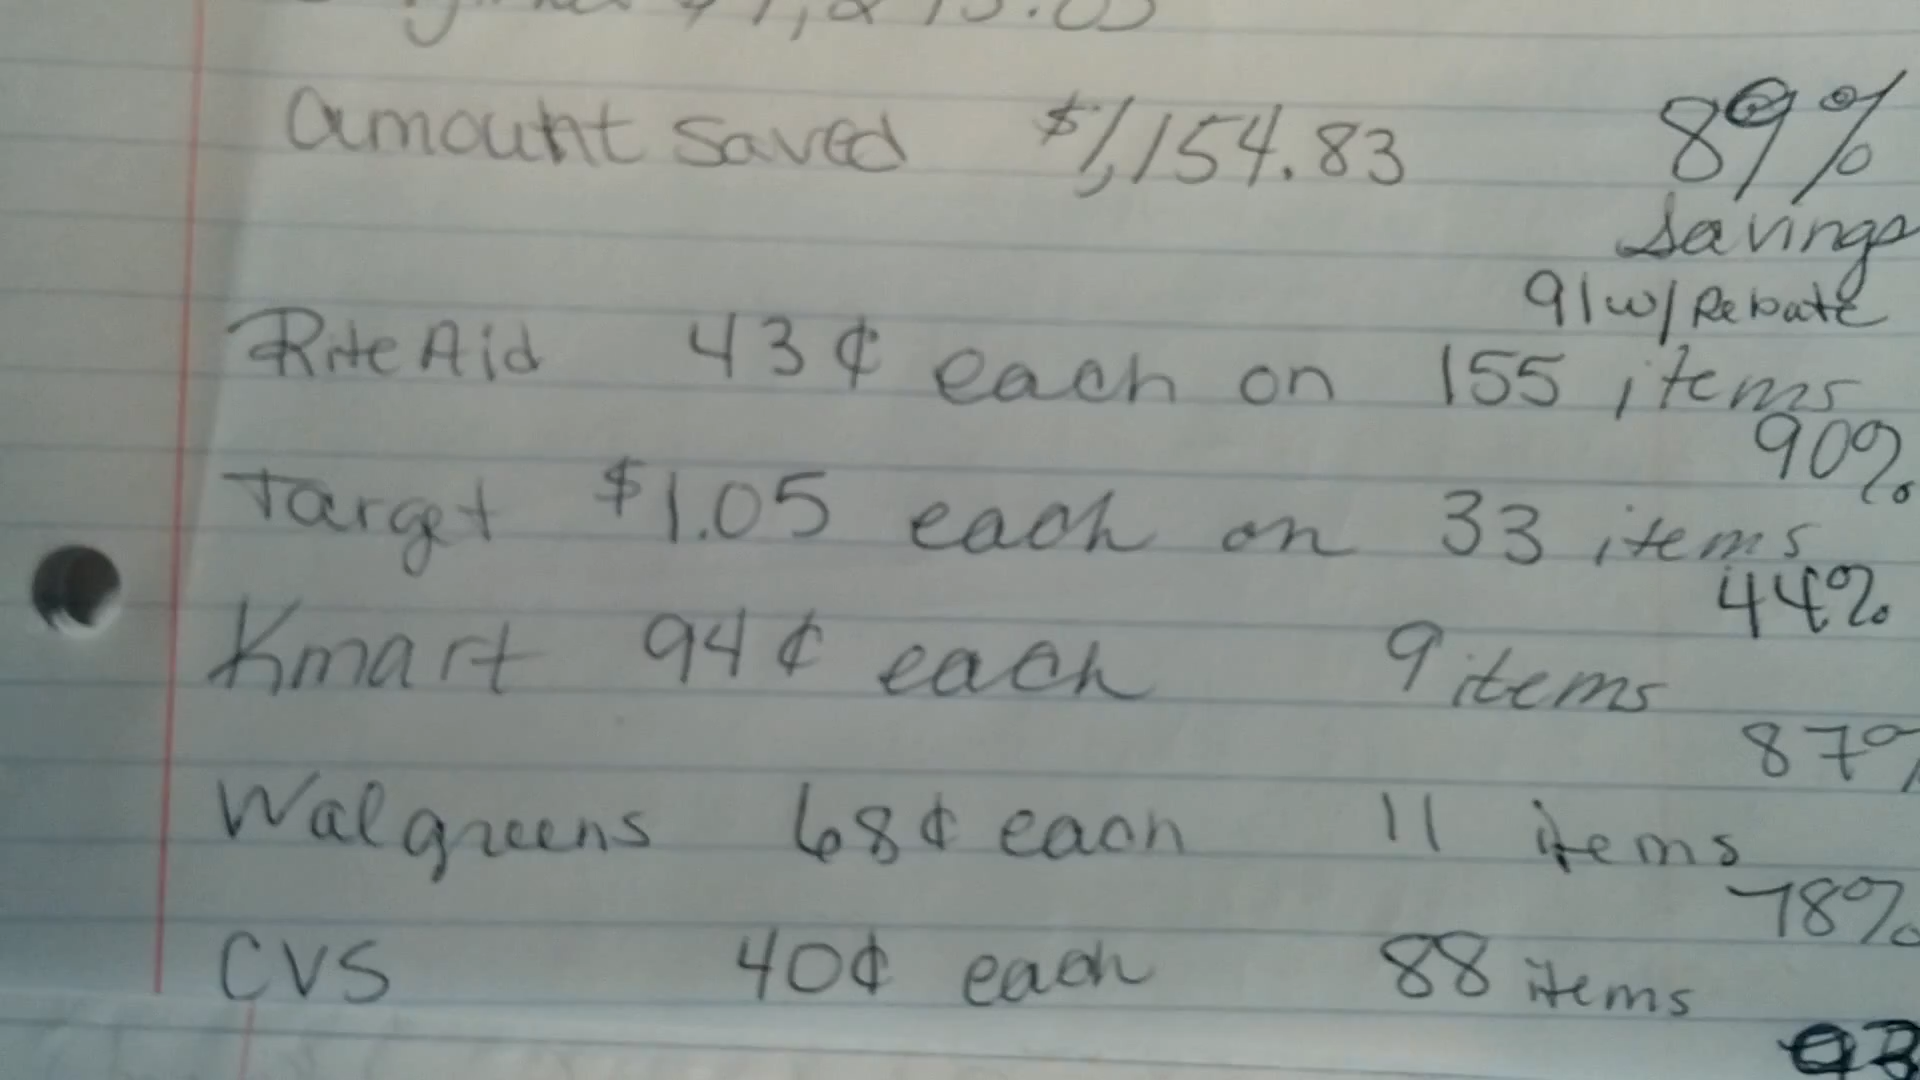 amount saved $1,154.83 89%
Savings
91 w/ Rebate
Rite Aid 43¢ each on 155 items
90%
Target $1.05 each on 33 items
44%
Kmart 94¢ each 9 items
87%
Walgreens 68¢ each 11 items
78%
CVS 40¢ each 88 items